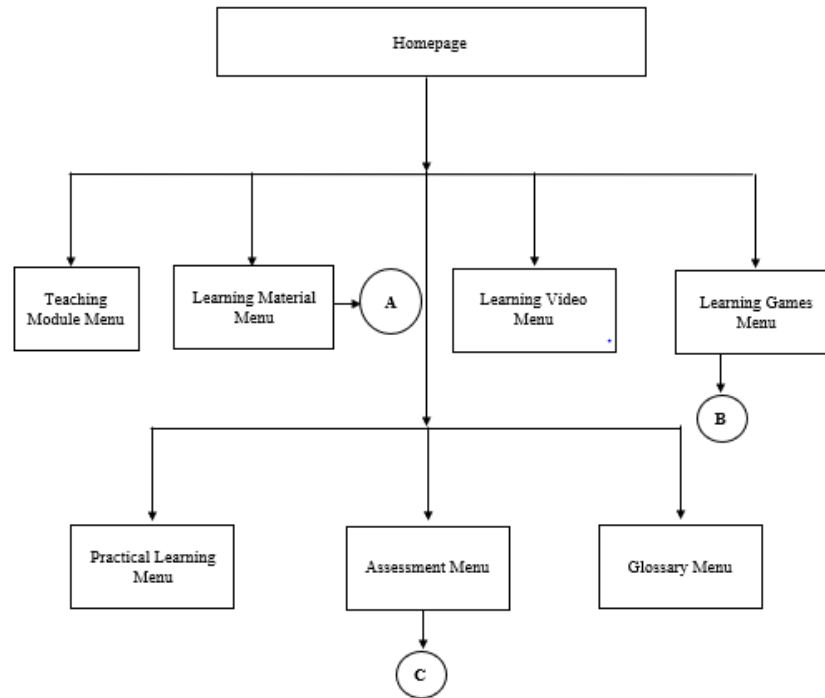 Homepage
Teaching
Module Menu
Learning Material
Menu
A
Learning Video
Menu
Learning Games
Menu
B
Practical Learning
Menu
Assessment Menu
Glossary Menu
C